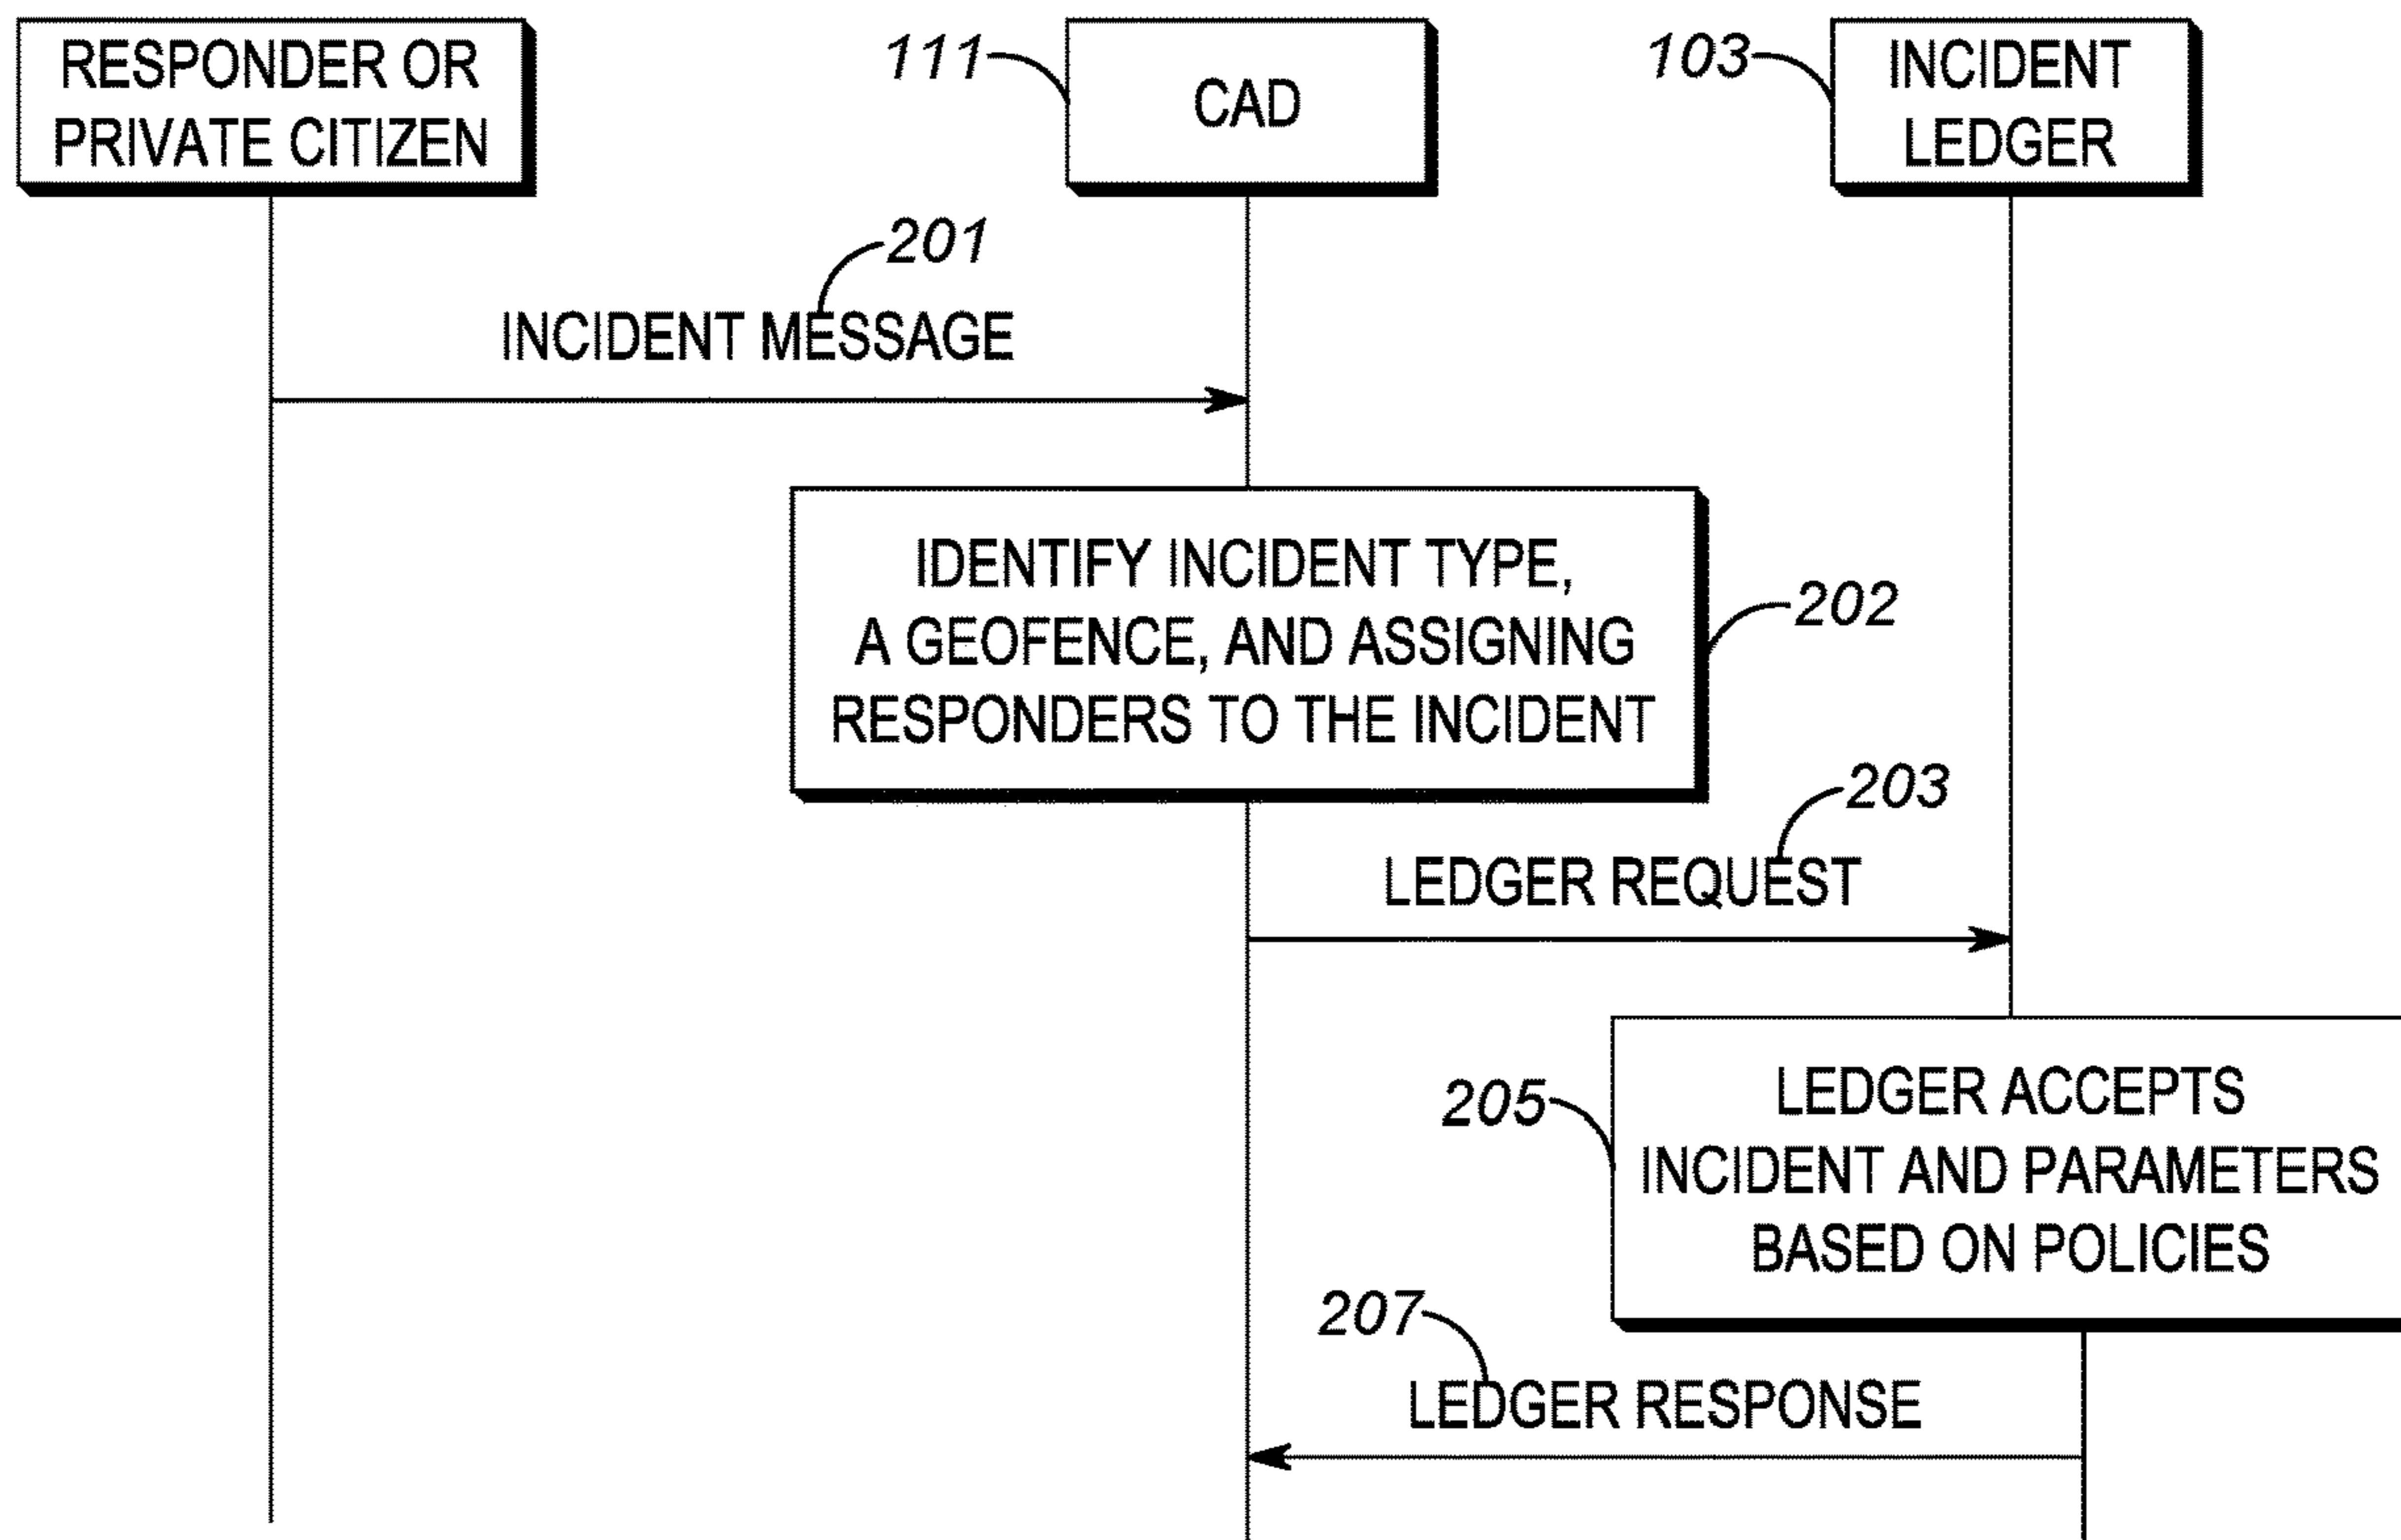 RESPONDER OR
PRIVATE CITIZEN
111
CAD
103
INCIDENT
LEDGER
201
INCIDENT MESSAGE
IDENTIFY INCIDENT TYPE,
A GEOFENCE, AND ASSIGNING
RESPONDERS TO THE INCIDENT
202
203
LEDGER REQUEST
205
LEDGER ACCEPTS
INCIDENT AND PARAMETERS
BASED ON POLICIES
207
LEDGER RESPONSE